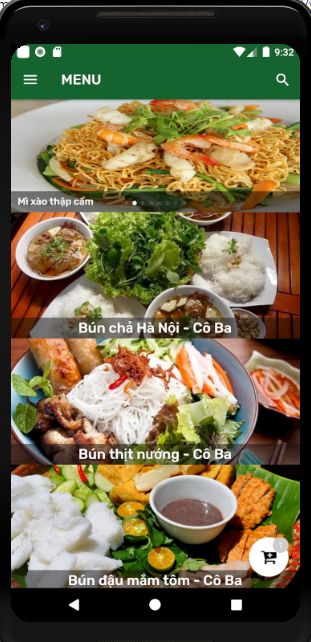 9:32
MENU
Mì xào thập cẩm
Bún chả Hà Nội - Cô Ba
Bún thịt nướng - Cô Ba
Bún đậu mắm tôm - Cô Ba